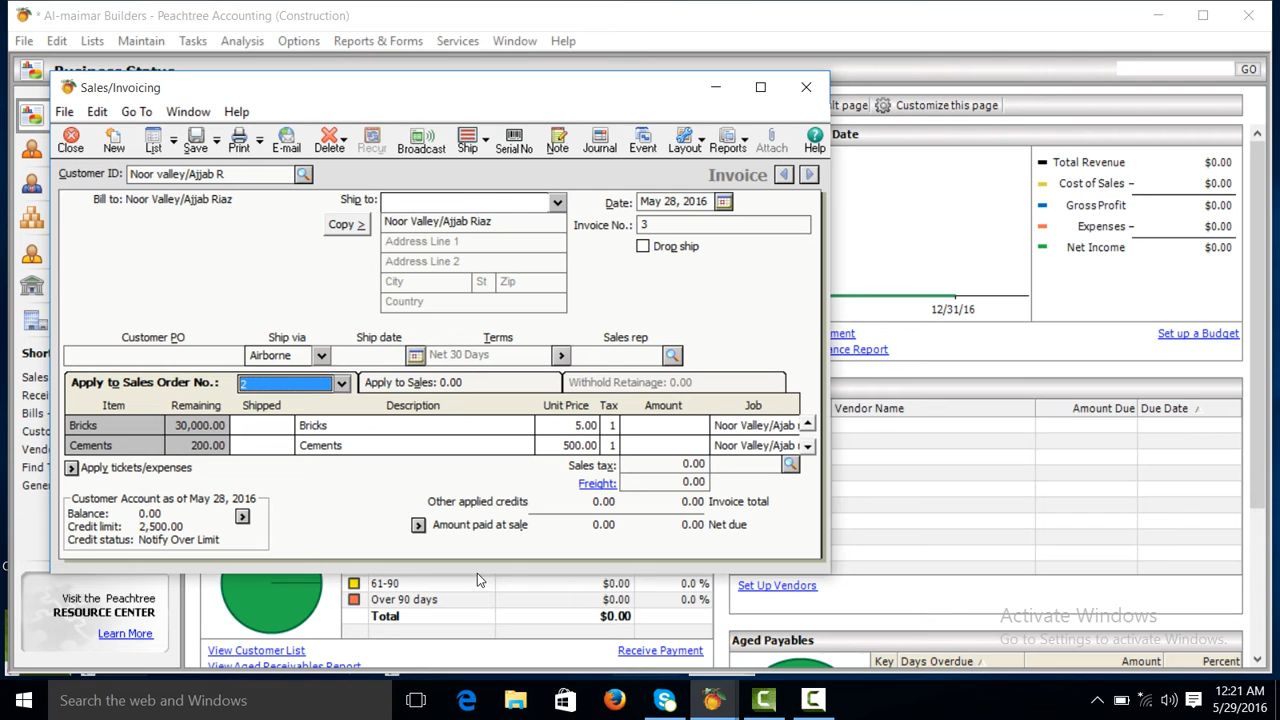 * Al-maimar Builders - Peachtree Accounting (Construction)
File Edit Lists Maintain Tasks Analysis Options Reports & Forms Services Window Help
GO
Sales/Invoicing
File Edit Go To Window Help
Close New List Save Print E-mail Delete Recur Broadcast Ship Serial No Note Journal Event Layout Reports Attach Help
Customer ID: Noor valley/Ajjab R Invoice
Bill to: Noor Valley/Ajjab Riaz Ship to: Date: May 28, 2016
Copy > Noor Valley/Ajjab Riaz Invoice No.: 3
Address Line 1 Drop ship
Address Line 2
City St Zip
Country
Customer PO Ship via Ship date Terms Sales rep
Airborne Net 30 Days
Apply to Sales Order No.: 2 Apply to Sales: 0.00 Withhold Retainage: 0.00
Item Remaining Shipped Description Unit Price Tax Amount Job
Bricks 30,000.00 Bricks 5.00 1 Noor Valley/Ajab
Cements 200.00 Cements 500.00 1 Noor Valley/Ajab
Apply tickets/expenses Sales tax: 0.00
Freight: 0.00
Customer Account as of May 28, 2016 Other applied credits 0.00 0.00 Invoice total
Balance: 0.00
Credit limit: 2,500.00 Amount paid at sale 0.00 0.00 Net due
Credit status: Notify Over Limit
page Customize this page
Date
Total Revenue $0.00
Cost of Sales – $0.00
Gross Profit $0.00
Expenses – $0.00
Net Income $0.00
12/31/16
Set up a Budget
Report
Vendor Name Amount Due Due Date
Set Up Vendors
Aged Payables
Key Days Overdue Amount Percent
61-90 $0.00 0.0 %
Over 90 days $0.00 0.0 %
Total $0.00
View Customer List Receive Payment
View Aged Receivables Report
Visit the Peachtree
RESOURCE CENTER
Learn More
Activate Windows
Go to Settings to activate Windows.
Search the web and Windows
12:21 AM
5/29/2016